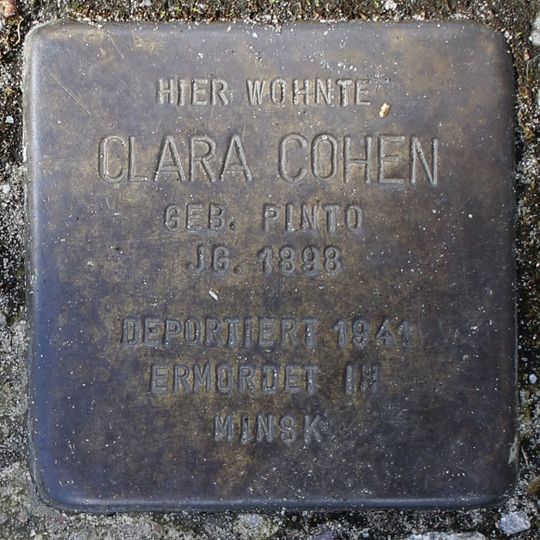 HIER WOHNTE
CLARA COHEN
GEB. PINTO
JG. 1898
DEPORTIERT 1941
ERMORDET IN
MINSK